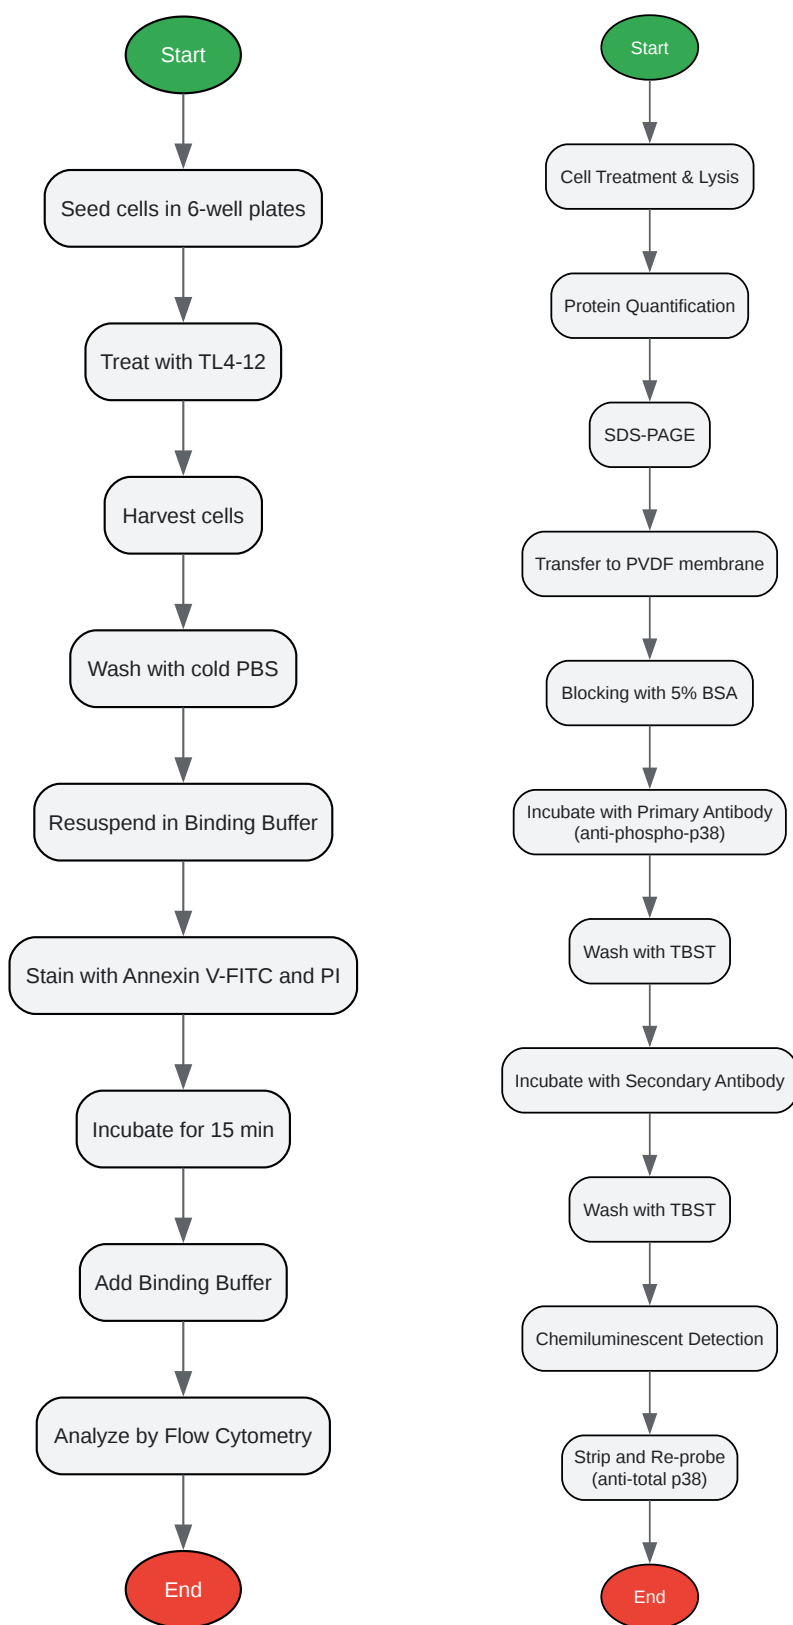 Start
Seed cells in 6-well plates
Treat with TL4-12
Harvest cells
Wash with cold PBS
Resuspend in Binding Buffer
Stain with Annexin V-FITC and PI
Incubate for 15 min
Add Binding Buffer
Analyze by Flow Cytometry
End
Start
Cell Treatment & Lysis
Protein Quantification
SDS-PAGE
Transfer to PVDF membrane
Blocking with 5% BSA
Incubate with Primary Antibody
(anti-phospho-p38)
Wash with TBST
Incubate with Secondary Antibody
Wash with TBST
Chemiluminescent Detection
Strip and Re-probe
(anti-total p38)
End